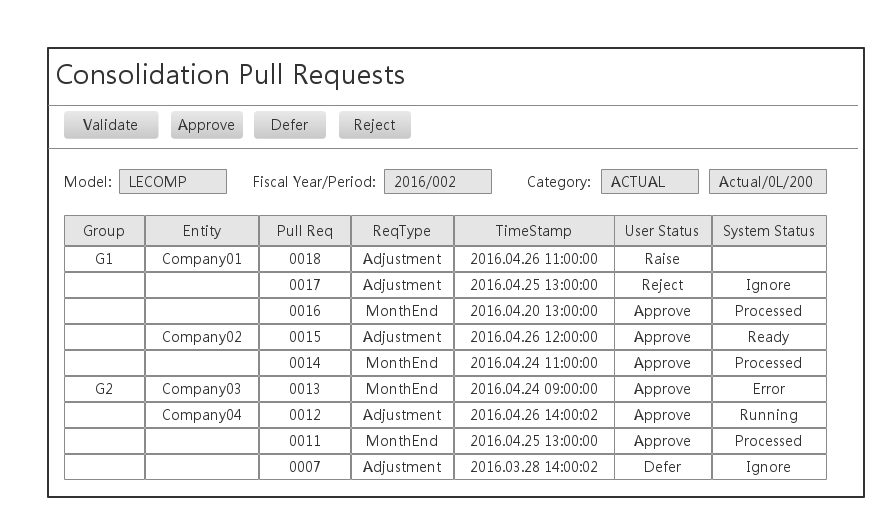 Consolidation Pull Requests
Validate Approve Defer Reject
Model: LECOMP Fiscal Year/Period: 2016/002 Category: ACTUAL Actual/0L/200
Group Entity Pull Req ReqType TimeStamp User Status System Status
G1 Company01 0018 Adjustment 2016.04.26 11:00:00 Raise
0017 Adjustment 2016.04.25 13:00:00 Reject Ignore
0016 MonthEnd 2016.04.20 13:00:00 Approve Processed
Company02 0015 Adjustment 2016.04.26 12:00:00 Approve Ready
0014 MonthEnd 2016.04.24 11:00:00 Approve Processed
G2 Company03 0013 MonthEnd 2016.04.24 09:00:00 Approve Error
Company04 0012 Adjustment 2016.04.26 14:00:02 Approve Running
0011 MonthEnd 2016.04.25 13:00:00 Approve Processed
0007 Adjustment 2016.03.28 14:00:02 Defer Ignore